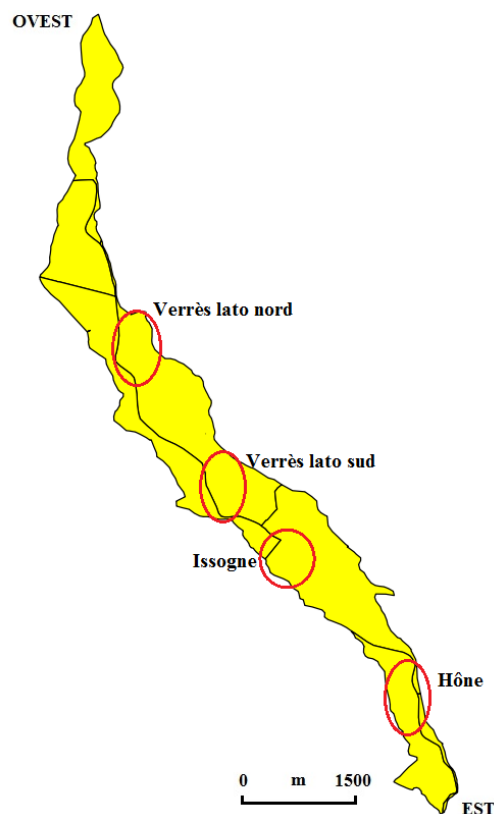 OVEST
Verrès lato nord
Verrès lato sud
Issogne
Hône
0 m 1500
EST